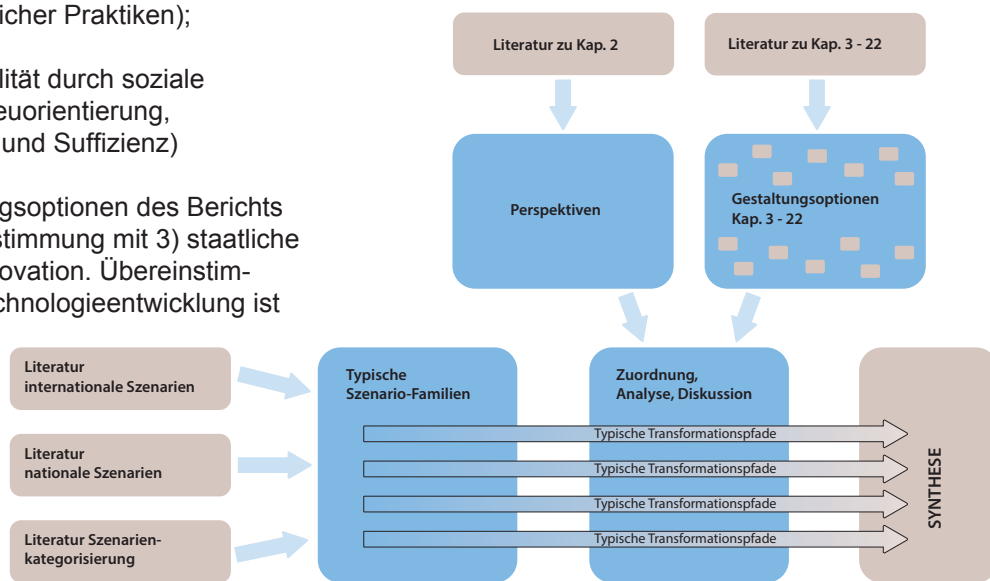 icher Praktiken);
lität durch soziale
euorientierung,
und Suffizienz)
gsoptionen des Berichts
stimmung mit 3) staatliche
ovation. Übereinstim-
chnologieentwicklung ist
Literatur zu Kap. 2
Literatur zu Kap. 3 - 22
Perspektiven
Gestaltungsoptionen
Kap. 3 - 22
Literatur
internationale Szenarien
Literatur
nationale Szenarien
Literatur Szenarien-
kategorisierung
Typische
Szenario-Familien
Zuordnung,
Analyse, Diskussion
Typische Transformationspfade
Typische Transformationspfade
Typische Transformationspfade
Typische Transformationspfade
SYNTHESE